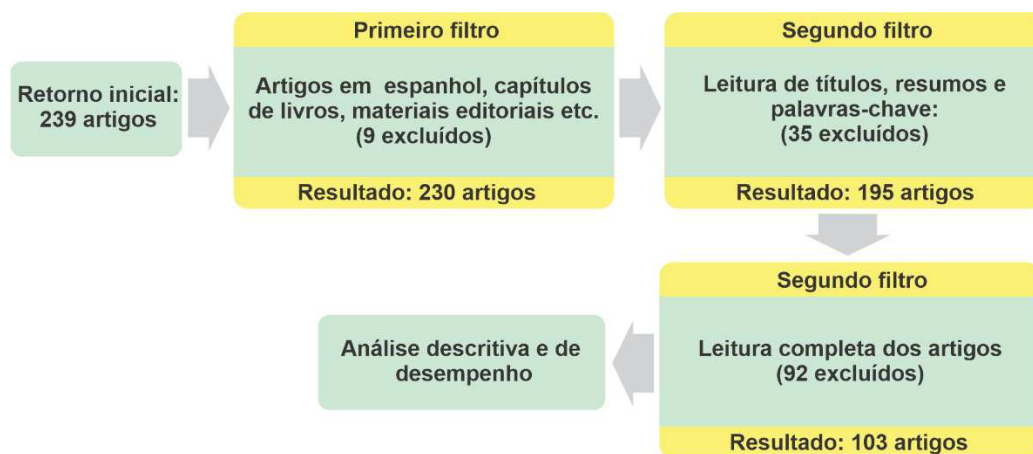 Retorno inicial:
239 artigos
Primeiro filtro
Artigos em espanhol, capítulos
de livros, materiais editoriais etc.
(9 excluídos)
Resultado: 230 artigos
Segundo filtro
Leitura de títulos, resumos e
palavras-chave:
(35 excluídos)
Resultado: 195 artigos
Segundo filtro
Leitura completa dos artigos
(92 excluídos)
Resultado: 103 artigos
Análise descritiva e de
desempenho